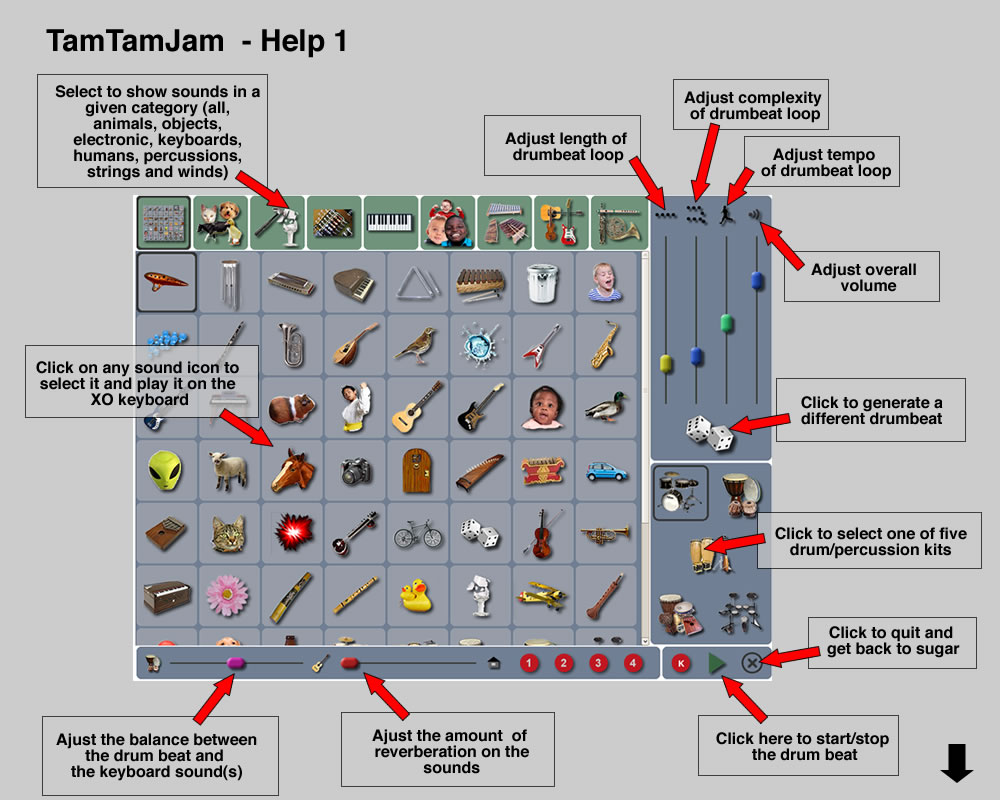 TamTamJam - Help 1
Select to show sounds in a
given category (all,
animals, objects,
electronic, keyboards,
humans, percussions,
strings and winds)
Adjust length of
drumbeat loop
Adjust complexity
of drumbeat loop
Adjust tempo
of drumbeat loop
Adjust overall
volume
Click on any sound icon to
select it and play it on the
XO keyboard
Click to generate a
different drumbeat
Click to select one of five
drum/percussion kits
Click to quit and
get back to sugar
1 2 3 4 K
Ajust the balance between
the drum beat and
the keyboard sound(s)
Ajust the amount of
reverberation on the
sounds
Click here to start/stop
the drum beat